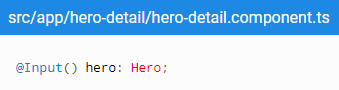 src/app/hero-detail/hero-detail.component.ts
@Input() hero: Hero;